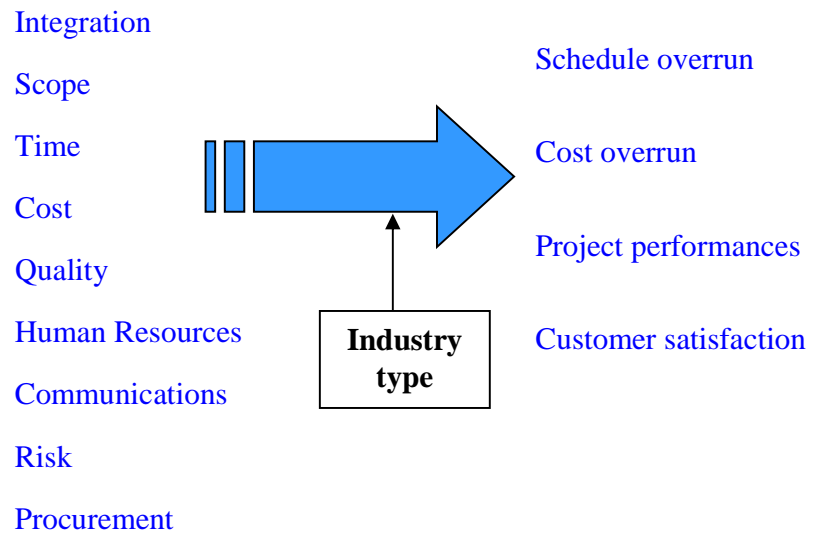 Integration
Scope
Time
Cost
Quality
Human Resources
Communications
Risk
Procurement
Industry
type
Schedule overrun
Cost overrun
Project performances
Customer satisfaction